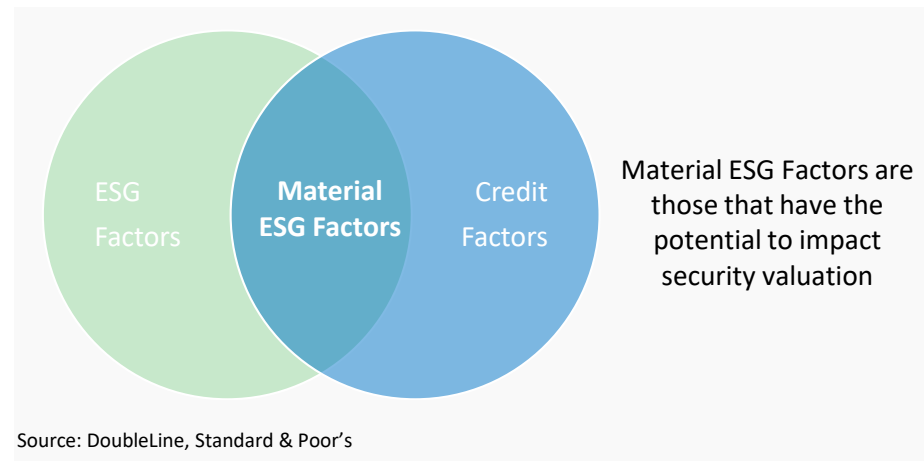 ESG
Factors
Material
ESG Factors
Credit
Factors
Material ESG Factors are
those that have the
potential to impact
security valuation
Source: DoubleLine, Standard & Poor’s